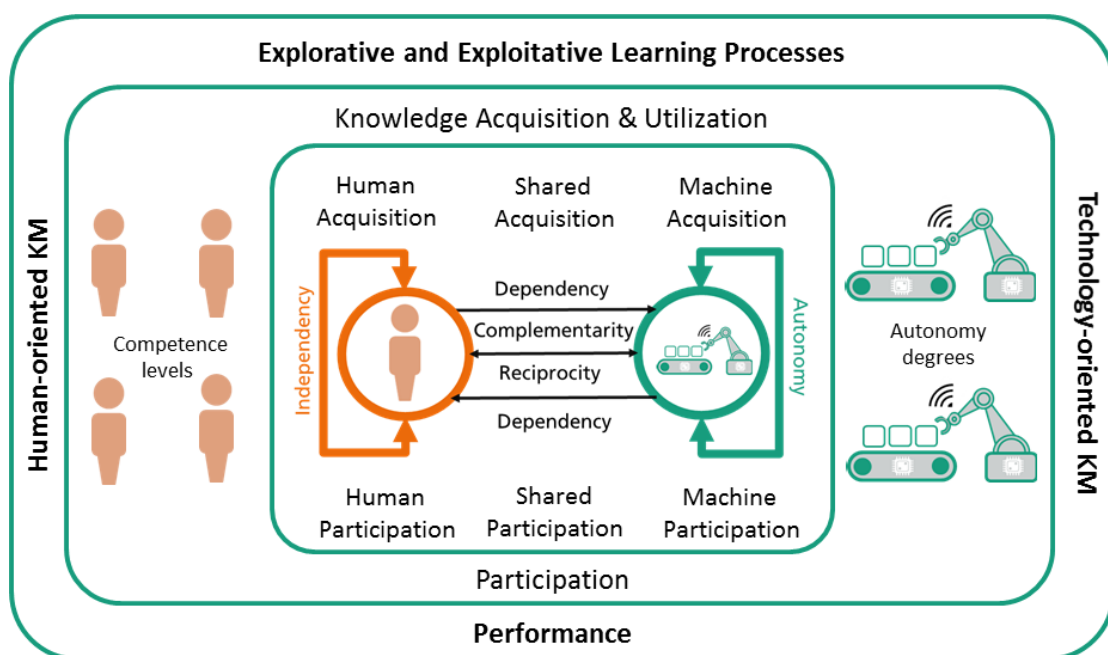 Explorative and Exploitative Learning Processes
Knowledge Acquisition & Utilization
Human
Acquisition
Shared
Acquisition
Machine
Acquisition
Human-oriented KM
Competence
levels
Independency
Dependency
Complementarity
Reciprocity
Dependency
Autonomy
Autonomy
degrees
Technology-oriented KM
Human
Participation
Shared
Participation
Machine
Participation
Participation
Performance